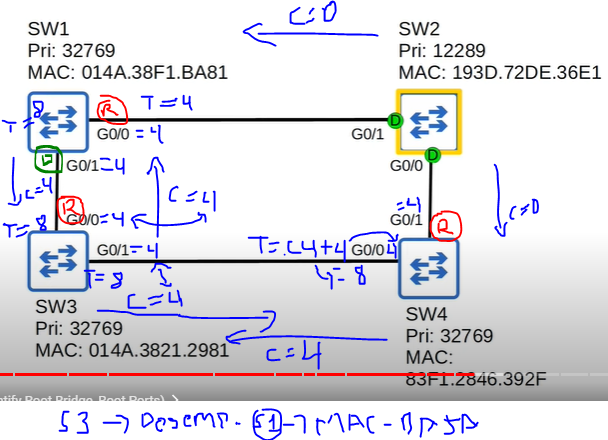 C=0
SW1
Pri: 32769
MAC: 014A.38F1.BA81
SW2
Pri: 12289
MAC: 193D.72DE.36E1
T=8
R
T=4
G0/0 =4
G0/1
D
D
G0/1=4
G0/0
C=4
C=4
C=0
R
G0/0=4
T=8
=4
G0/1
R
G0/1=4
T=C4+4
G0/0 4
T=8
T=8
C=4
C=4
SW3
Pri: 32769
MAC: 014A.3821.2981
SW4
Pri: 32769
MAC:
83F1.2846.392F
ntify Root Bridge, Root Ports)
S3 → Desemp. S1 → MAC-